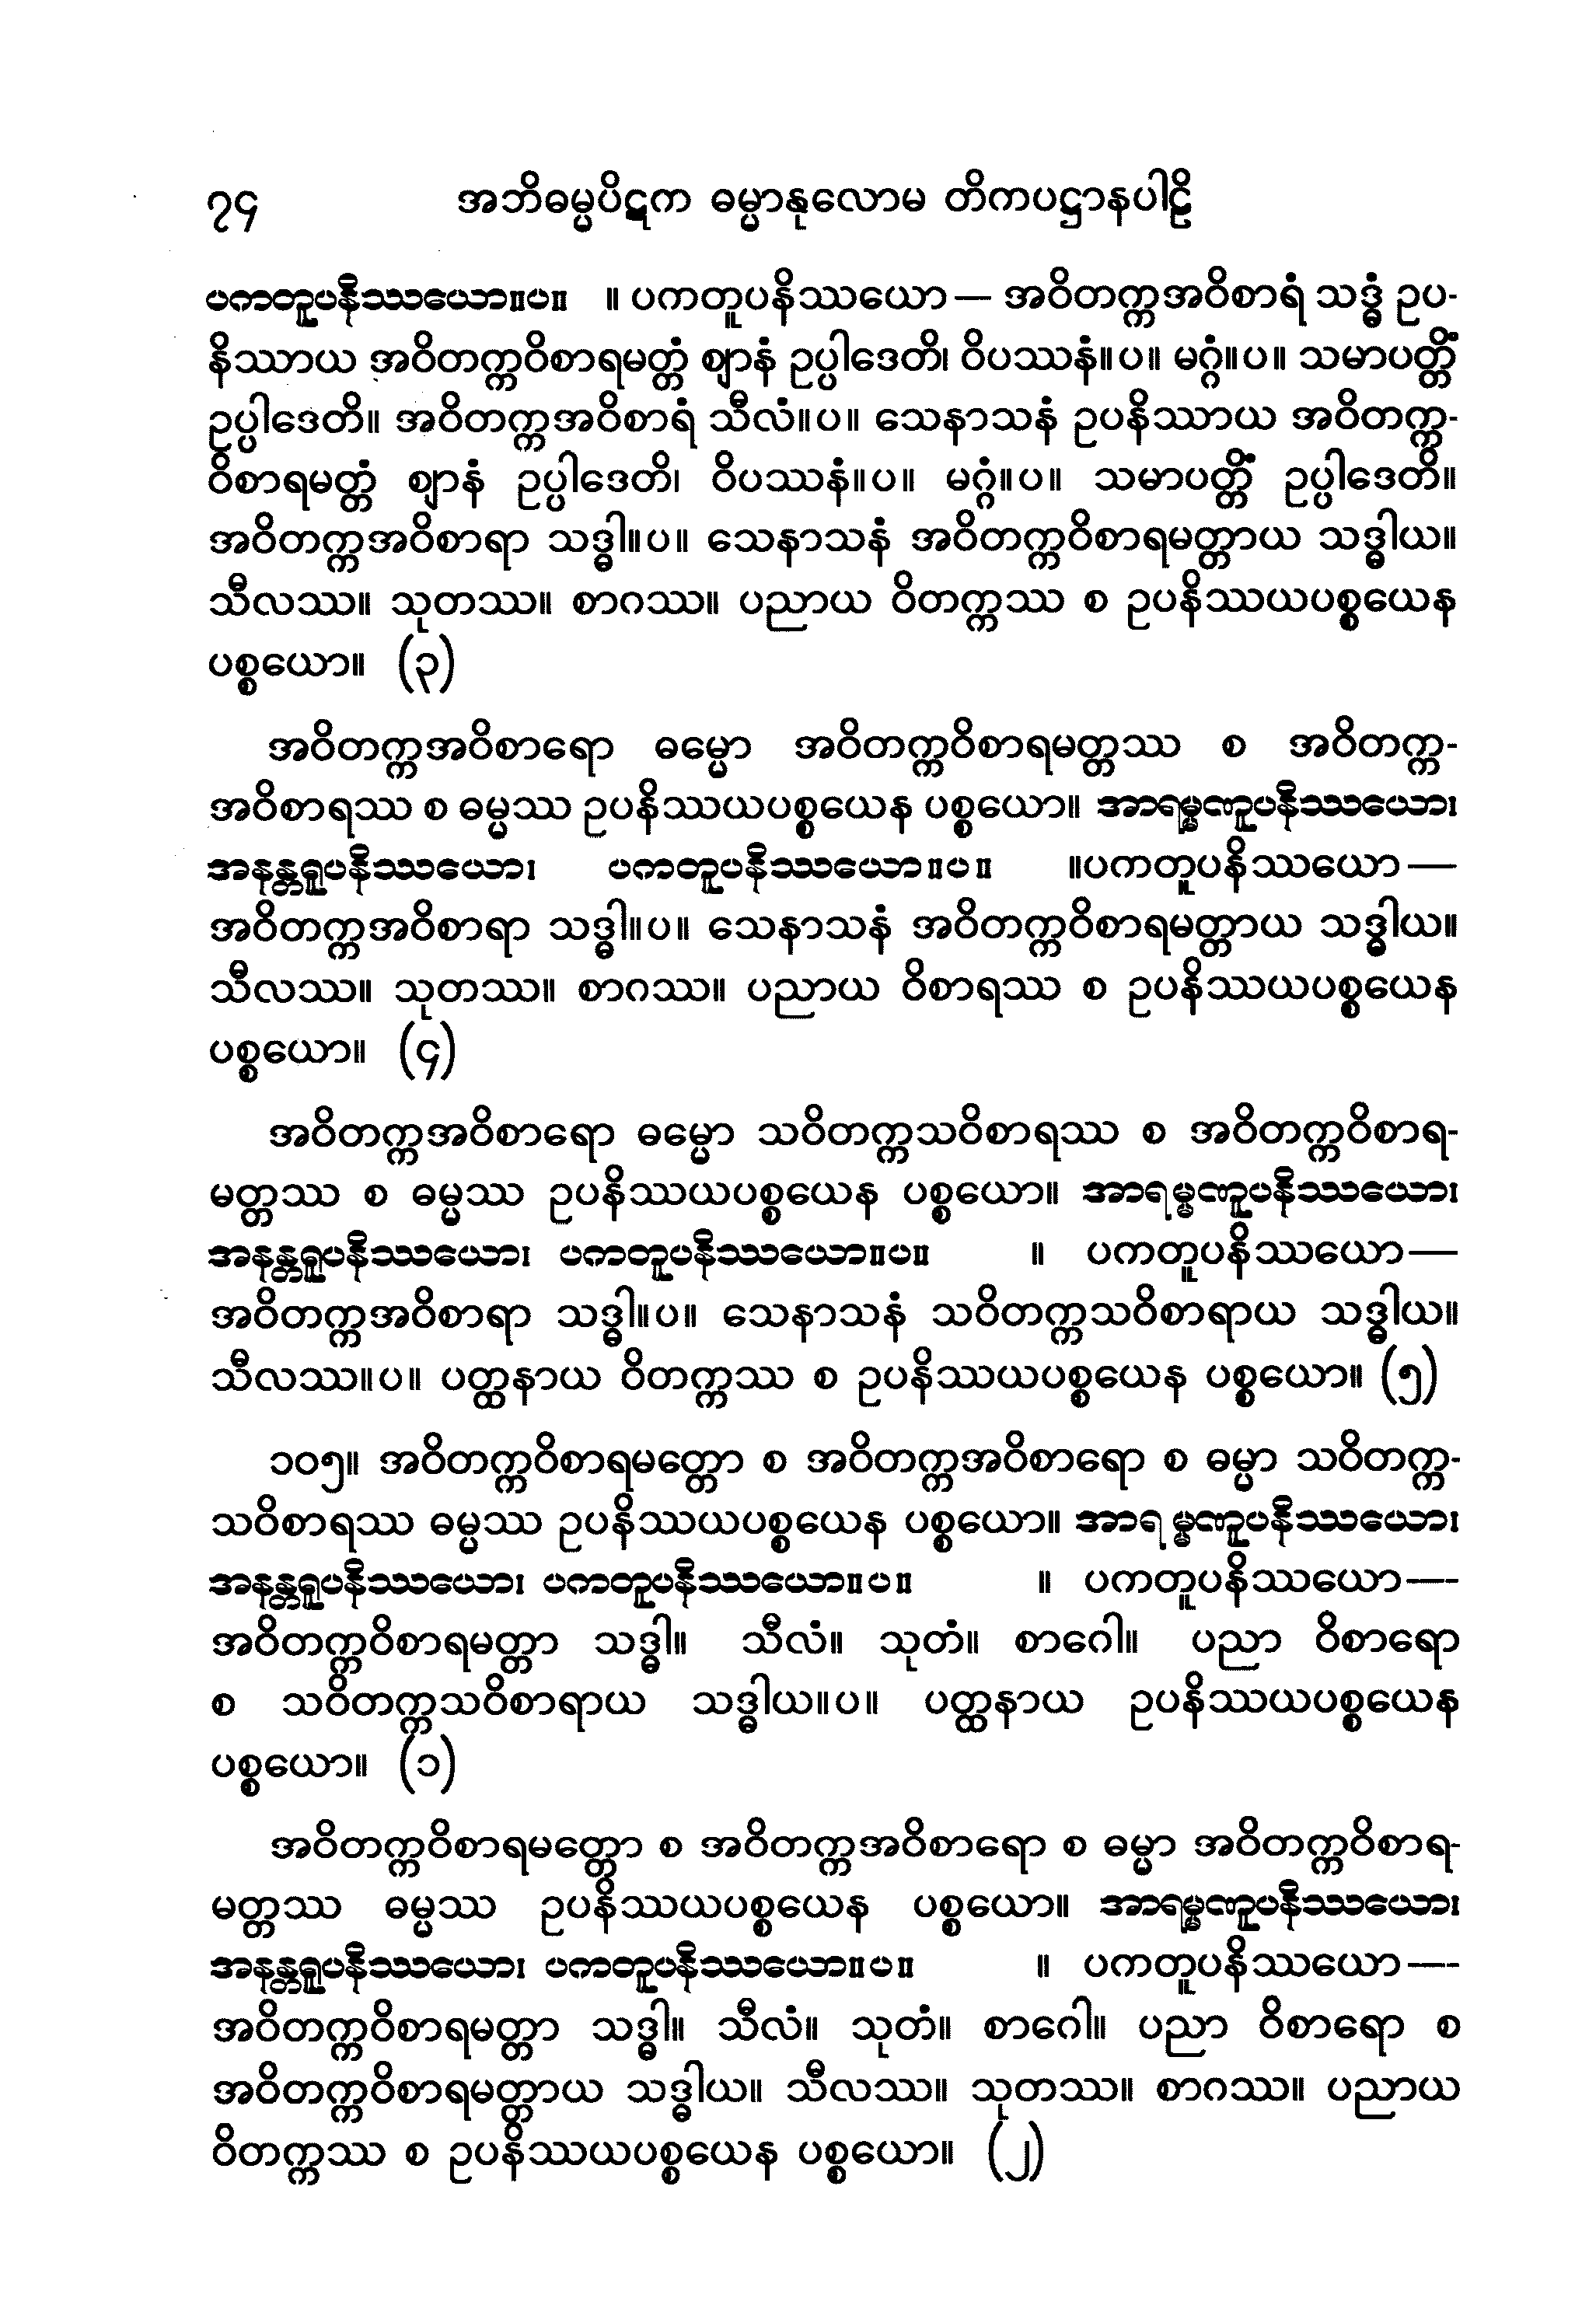 ၇၄ အဘိဓမ္မပိဋက ဓမ္မာနုလောမ တိကပဋ္ဌာနပါဠိ
ပကတူပနိဿယော။ပ။ ။ ပကတူပနိဿယော — အဝိတက္ကအဝိစာရံ သဒ္ဓံ ဥပ-
နိဿာယ အဝိတက္ကဝိစာရမတ္တံ ဈာနံ ဥပ္ပါဒေတိ၊ ဝိပဿနံ။ပ။ မဂ္ဂံ။ပ။ သမာပတ္တိံ
ဥပ္ပါဒေတိ။ အဝိတက္ကအဝိစာရံ သီလံ။ပ။ သေနာသနံ ဥပနိဿာယ အဝိတက္က-
ဝိစာရမတ္တံ ဈာနံ ဥပ္ပါဒေတိ၊ ဝိပဿနံ။ပ။ မဂ္ဂံ။ပ။ သမာပတ္တိံ ဥပ္ပါဒေတိ။
အဝိတက္ကအဝိစာရာ သဒ္ဓါ။ပ။ သေနာသနံ အဝိတက္ကဝိစာရမတ္တာယ သဒ္ဓါယ။
သီလဿ။ သုတဿ။ စာဂဿ။ ပညာယ ဝိတက္ကဿ စ ဥပနိဿယပစ္စယေန
ပစ္စယော။ (၃)
အဝိတက္ကအဝိစာရော ဓမ္မော အဝိတက္ကဝိစာရမတ္တဿ စ အဝိတက္က-
အဝိစာရဿ စ ဓမ္မဿ ဥပနိဿယပစ္စယေန ပစ္စယော။ အာရမ္မဏူပနိဿယော၊
အနန္တရူပနိဿယော၊ ပကတူပနိဿယော။ပ။ ။ပကတူပနိဿယော —
အဝိတက္ကအဝိစာရာ သဒ္ဓါ။ပ။ သေနာသနံ အဝိတက္ကဝိစာရမတ္တာယ သဒ္ဓါယ။
သီလဿ။ သုတဿ။ စာဂဿ။ ပညာယ ဝိစာရဿ စ ဥပနိဿယပစ္စယေန
ပစ္စယော။ (၄)
အဝိတက္ကအဝိစာရော ဓမ္မော သဝိတက္ကသဝိစာရဿ စ အဝိတက္ကဝိစာရ-
မတ္တဿ စ ဓမ္မဿ ဥပနိဿယပစ္စယေန ပစ္စယော။ အာရမ္မဏူပနိဿယော၊
အနန္တရူပနိဿယော၊ ပကတူပနိဿယော။ပ။ ။ ပကတူပနိဿယော —
အဝိတက္ကအဝိစာရာ သဒ္ဓါ။ပ။ သေနာသနံ သဝိတက္ကသဝိစာရာယ သဒ္ဓါယ။
သီလဿ။ပ။ ပတ္ထနာယ ဝိတက္ကဿ စ ဥပနိဿယပစ္စယေန ပစ္စယော။ (၅)
၁၀၅။ အဝိတက္ကဝိစာရမတ္တော စ အဝိတက္ကအဝိစာရော စ ဓမ္မာ သဝိတက္က-
သဝိစာရဿ ဓမ္မဿ ဥပနိဿယပစ္စယေန ပစ္စယော။ အာရမ္မဏူပနိဿယော၊
အနန္တရူပနိဿယော၊ ပကတူပနိဿယော။ပ။ ။ ပကတူပနိဿယော —
အဝိတက္ကဝိစာရမတ္တာ သဒ္ဓါ။ သီလံ။ သုတံ။ စာဂေါ။ ပညာ ဝိစာရော
စ သဝိတက္ကသဝိစာရာယ သဒ္ဓါယ။ပ။ ပတ္ထနာယ ဥပနိဿယပစ္စယေန
ပစ္စယော။ (၁)
အဝိတက္ကဝိစာရမတ္တော စ အဝိတက္ကအဝိစာရော စ ဓမ္မာ အဝိတက္ကဝိစာရ-
မတ္တဿ ဓမ္မဿ ဥပနိဿယပစ္စယေန ပစ္စယော။ အာရမ္မဏူပနိဿယော၊
အနန္တရူပနိဿယော၊ ပကတူပနိဿယော။ပ။ ။ ပကတူပနိဿယော —
အဝိတက္ကဝိစာရမတ္တာ သဒ္ဓါ။ သီလံ။ သုတံ။ စာဂေါ။ ပညာ ဝိစာရော စ
အဝိတက္ကဝိစာရမတ္တာယ သဒ္ဓါယ။ သီလဿ။ သုတဿ။ စာဂဿ။ ပညာယ
ဝိတက္ကဿ စ ဥပနိဿယပစ္စယေန ပစ္စယော။ (၂)